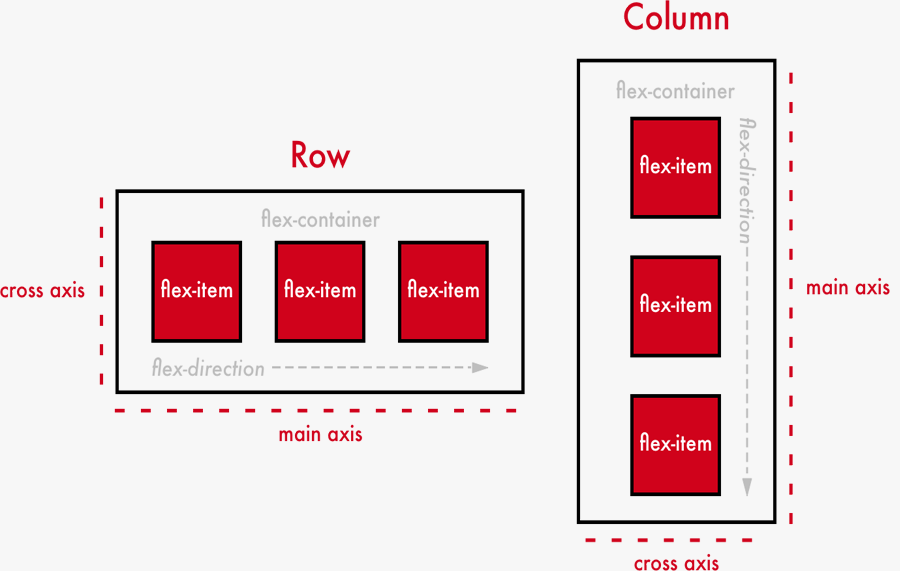 Row
flex-container
flex-item flex-item flex-item
flex-direction
cross axis
main axis
Column
flex-container
flex-item
flex-item
flex-item
flex-direction
main axis
cross axis